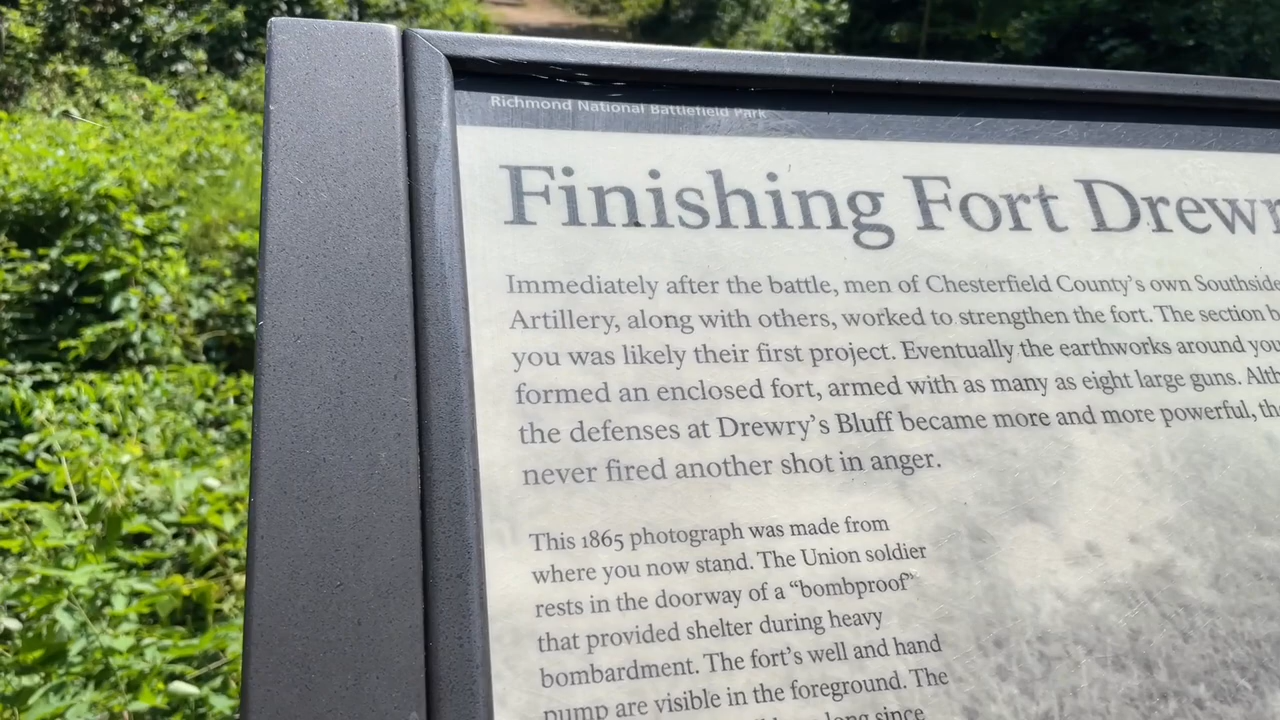 Richmond National Battlefield Park
Finishing Fort Drewr
Immediately after the battle, men of Chesterfield County's own Southside
Artillery, along with others, worked to strengthen the fort. The section b
you was likely their first project. Eventually the earthworks around you
formed an enclosed fort, armed with as many as eight large guns. Alth
the defenses at Drewry's Bluff became more and more powerful, th
never fired another shot in anger.
This 1865 photograph was made from
where you now stand. The Union soldier
rests in the doorway of a “bombproof”
that provided shelter during heavy
bombardment. The fort's well and hand
pump are visible in the foreground. The
long since